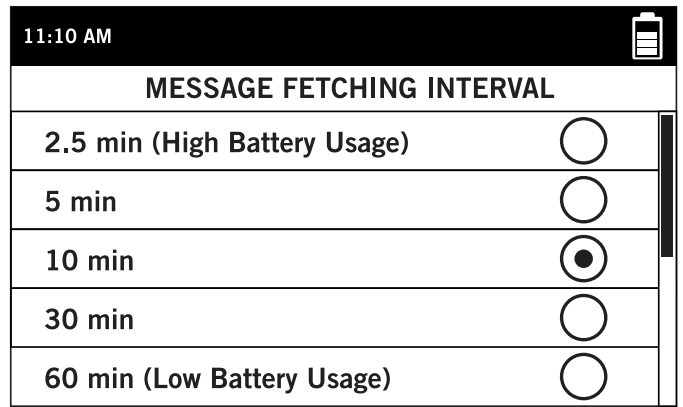 11:10 AM
MESSAGE FETCHING INTERVAL
2.5 min (High Battery Usage)
5 min
10 min
30 min
60 min (Low Battery Usage)